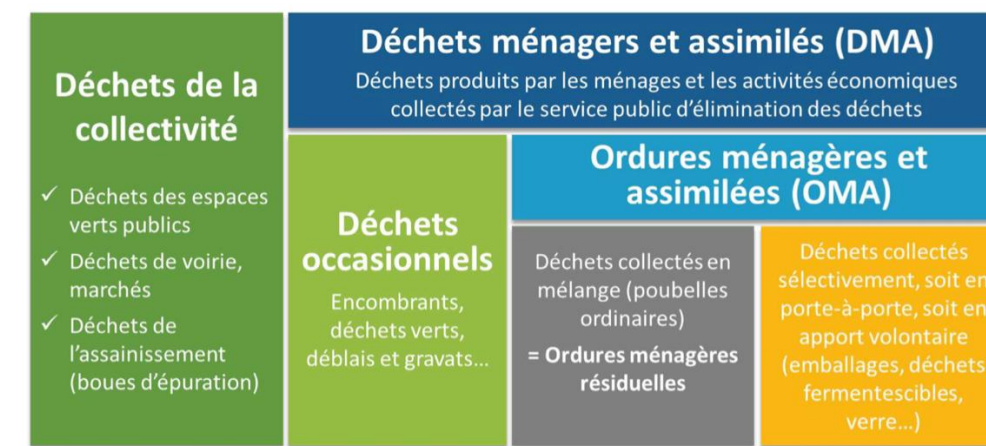 Déchets de la
collectivité
✓ Déchets des espaces
verts publics
✓ Déchets de voirie,
marchés
✓ Déchets de
l'assainissement
(boues d'épuration)
Déchets ménagers et assimilés (DMA)
Déchets produits par les ménages et les activités économiques
collectés par le service public d'élimination des déchets
Déchets
occasionnels
Encombrants,
déchets verts,
déblais et gravats...
Ordures ménagères et
assimilées (OMA)
Déchets collectés en
mélange (poubelles
ordinaires)
= Ordures ménagères
résiduelles
Déchets collectés
sélectivement, soit en
porte-à-porte, soit en
apport volontaire
(emballages, déchets
fermentescibles,
verre...)